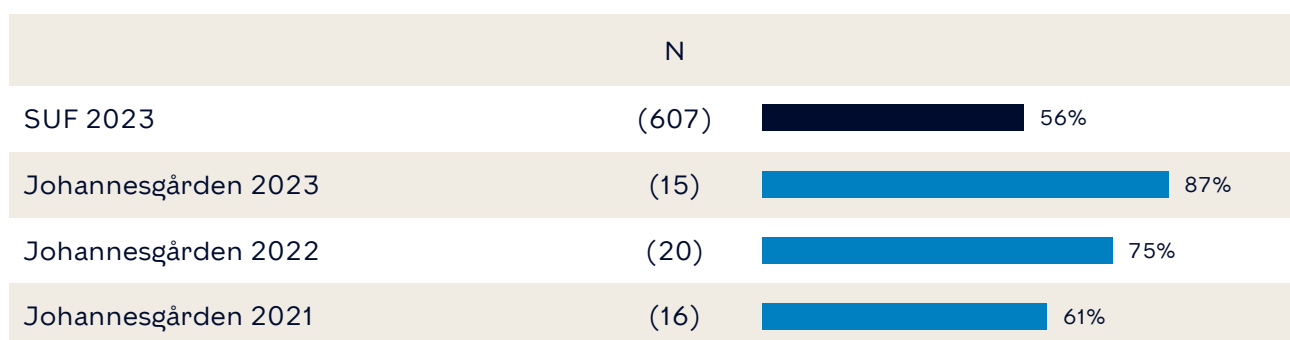 N
SUF 2023 (607) 56%
Johannesgården 2023 (15) 87%
Johannesgården 2022 (20) 75%
Johannesgården 2021 (16) 61%